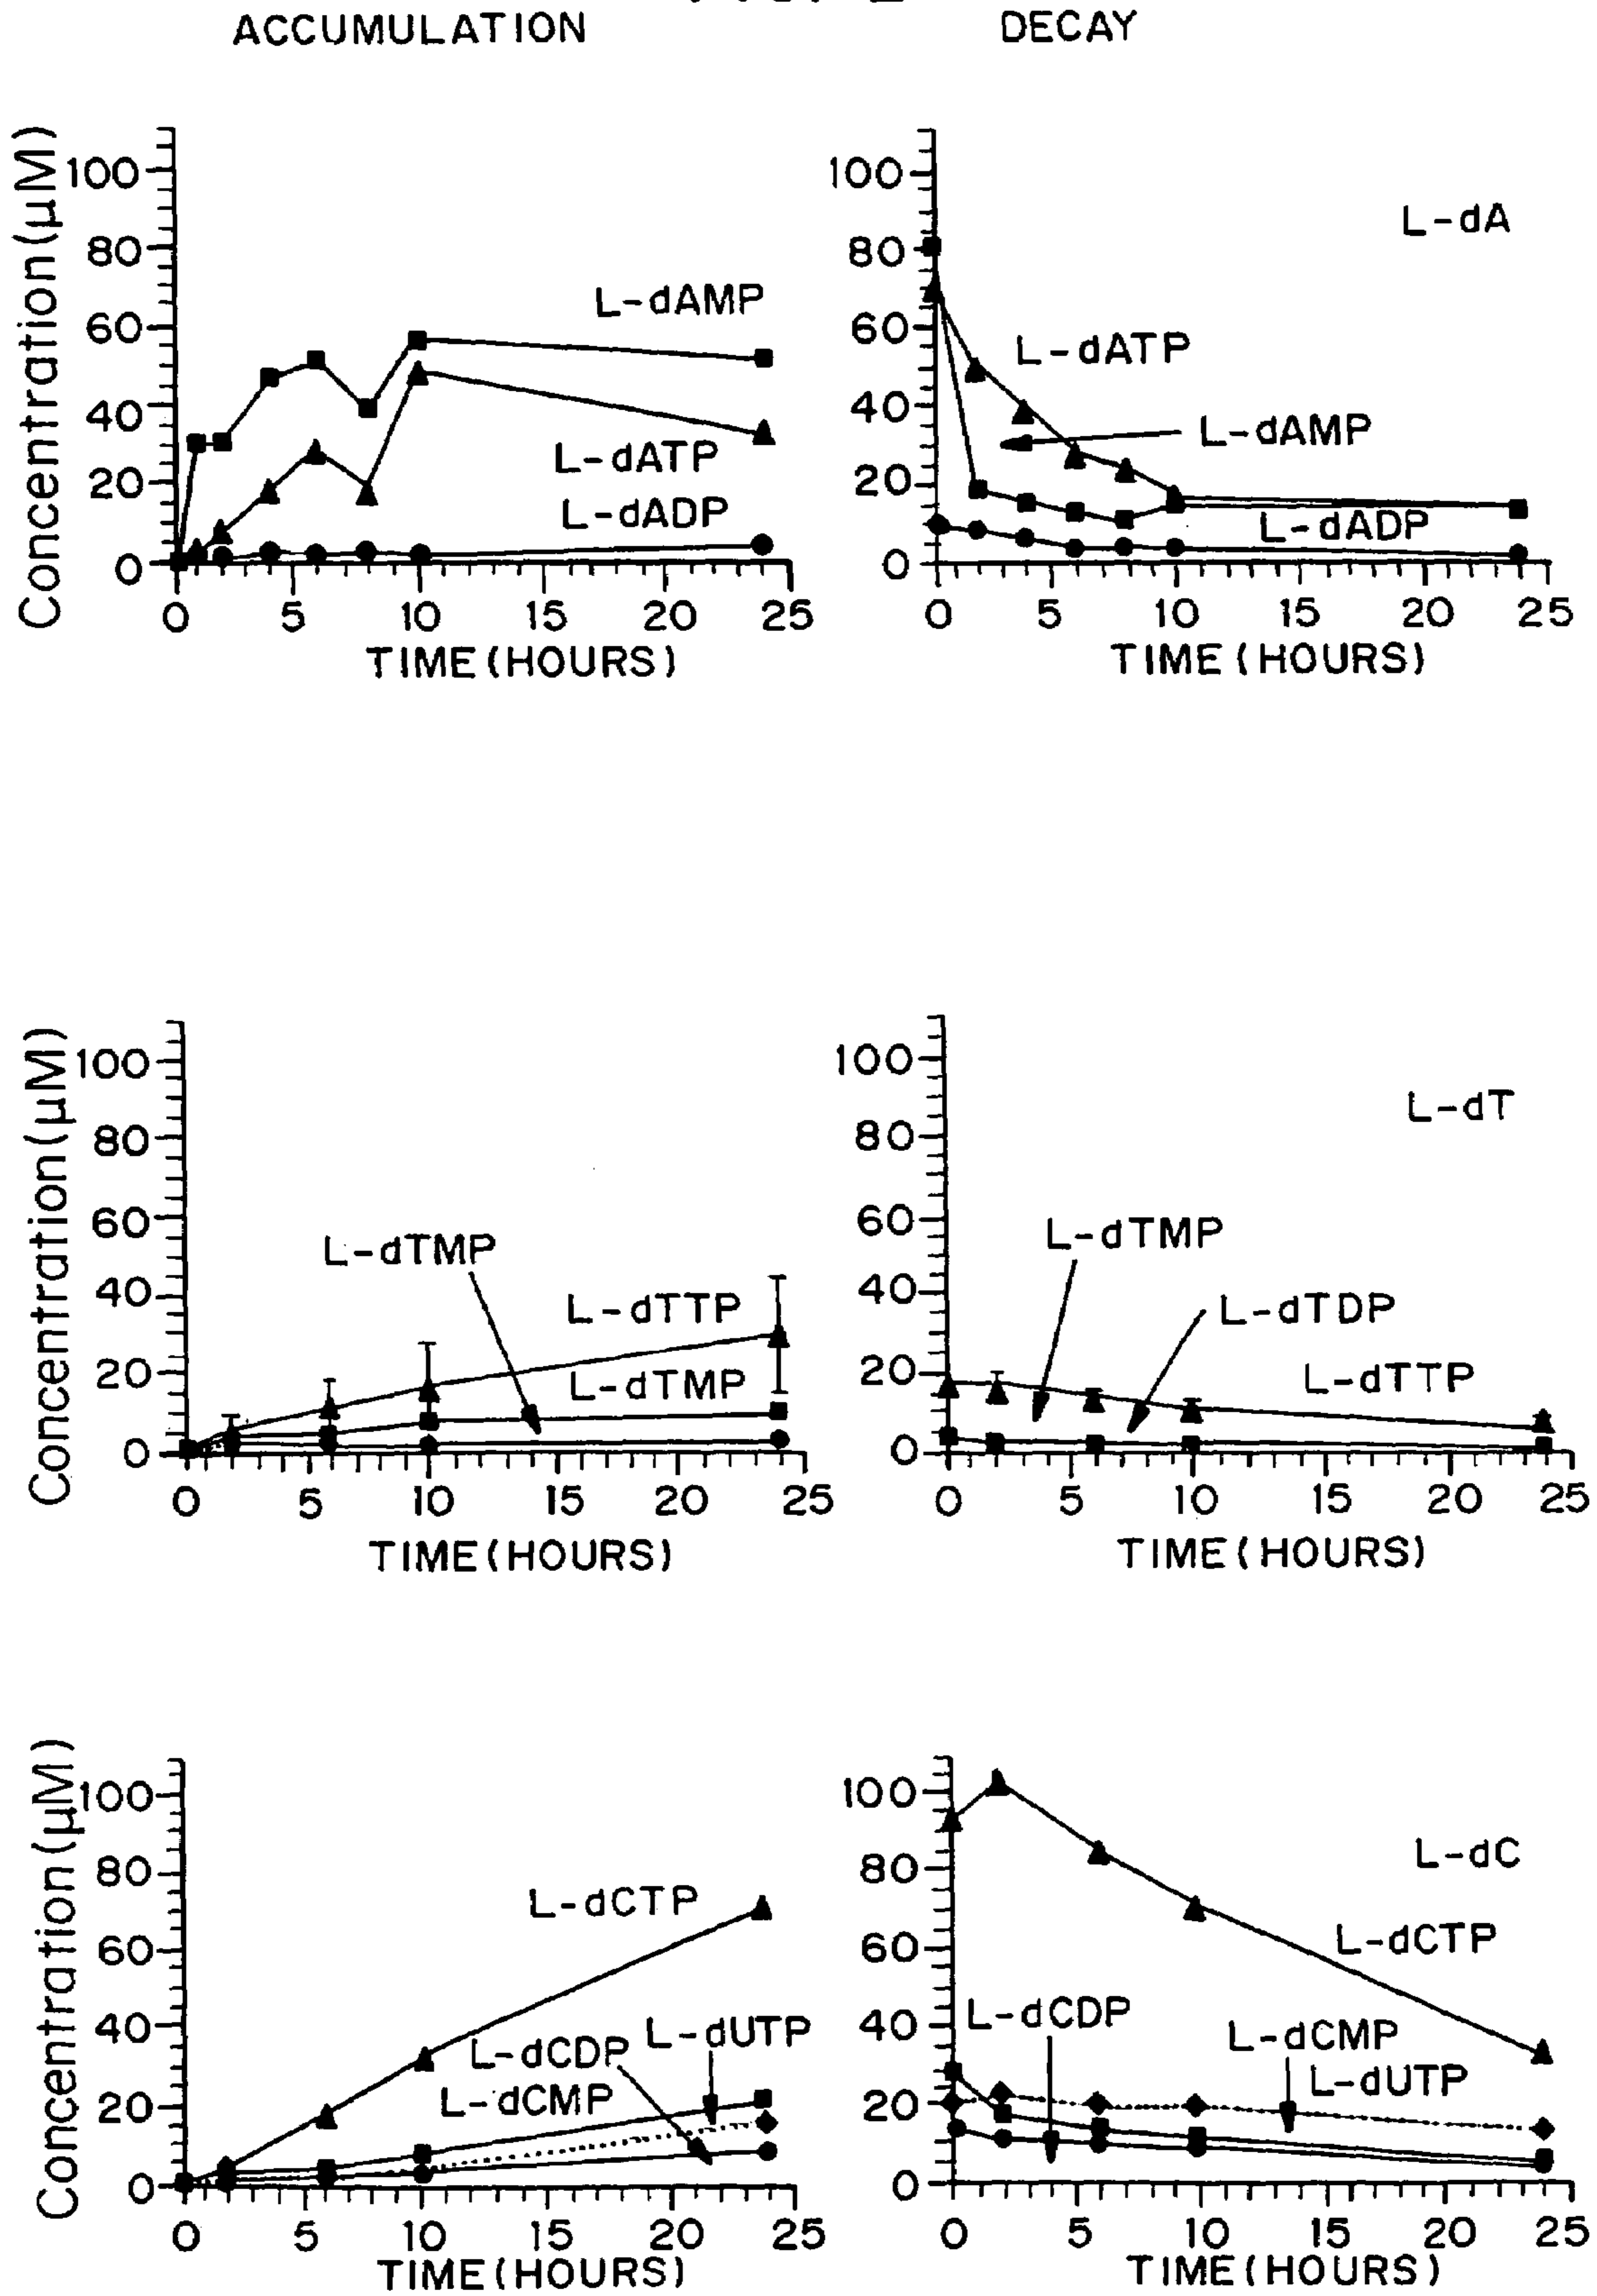 ACCUMULATION DECAY
Concentration (µM)
100
80
60
40
20
0
L-dAMP
L-dATP
L-dADP
0 5 10 15 20 25
TIME (HOURS)
100
80
60
40
20
0
L-dA
L-dATP
L-dAMP
L-dADP
0 5 10 15 20 25
TIME (HOURS)
Concentration (µM)
100
80
60
40
20
0
L-dTMP
L-dTTP
L-dTMP
0 5 10 15 20 25
TIME (HOURS)
100
80
60
40
20
0
L-dT
L-dTMP
L-dTDP
L-dTTP
0 5 10 15 20 25
TIME (HOURS)
Concentration (µM)
100
80
60
40
20
0
L-dCTP
L-dUTP
L-dCDP
L-dCMP
0 5 10 15 20 25
TIME (HOURS)
100
80
60
40
20
0
L-dC
L-dCTP
L-dCDP
L-dCMP
L-dUTP
0 5 10 15 20 25
TIME (HOURS)